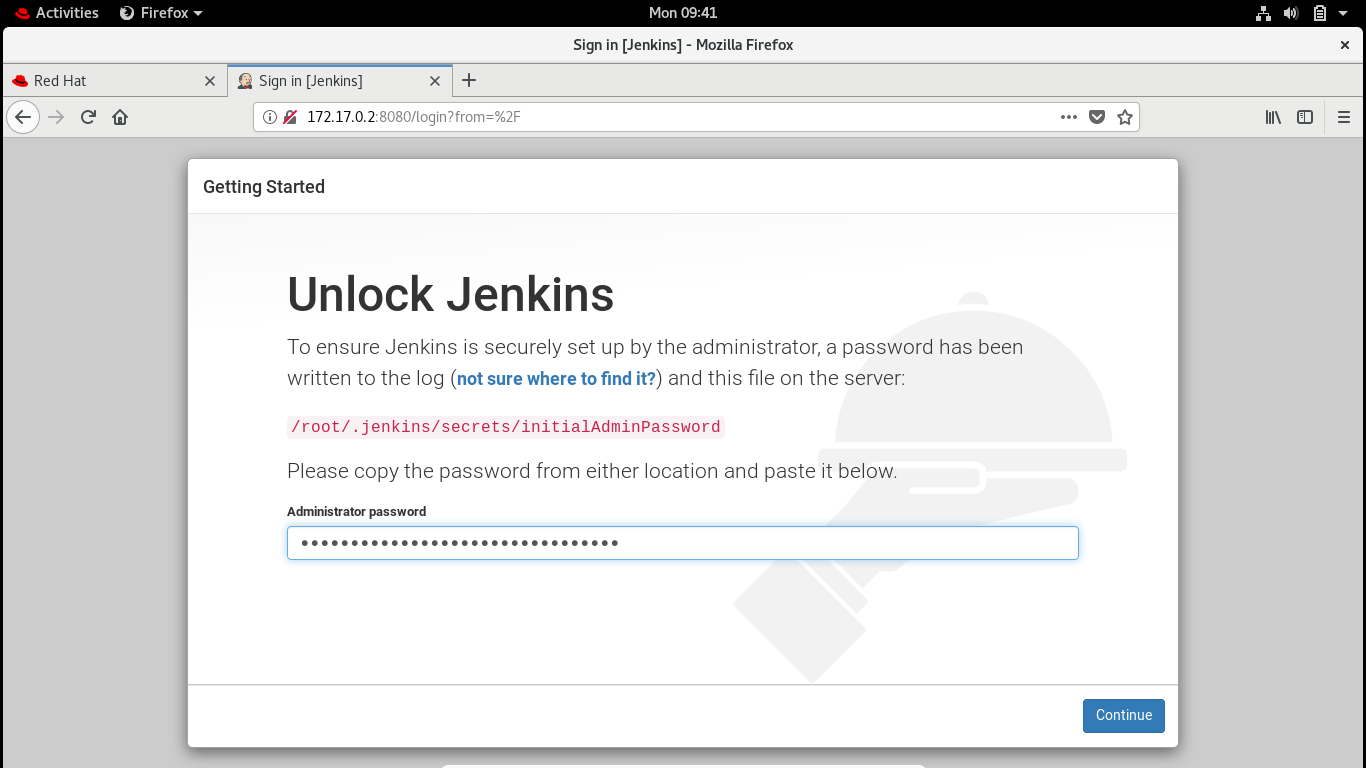 Activities Firefox Mon 09:41
Sign in [Jenkins] - Mozilla Firefox
Red Hat Sign in [Jenkins]
172.17.0.2:8080/login?from=%2F
Getting Started
Unlock Jenkins
To ensure Jenkins is securely set up by the administrator, a password has been
written to the log (not sure where to find it?) and this file on the server:
/root/.jenkins/secrets/initialAdminPassword
Please copy the password from either location and paste it below.
Administrator password
••••••••••••••••••••••••••••••••
Continue